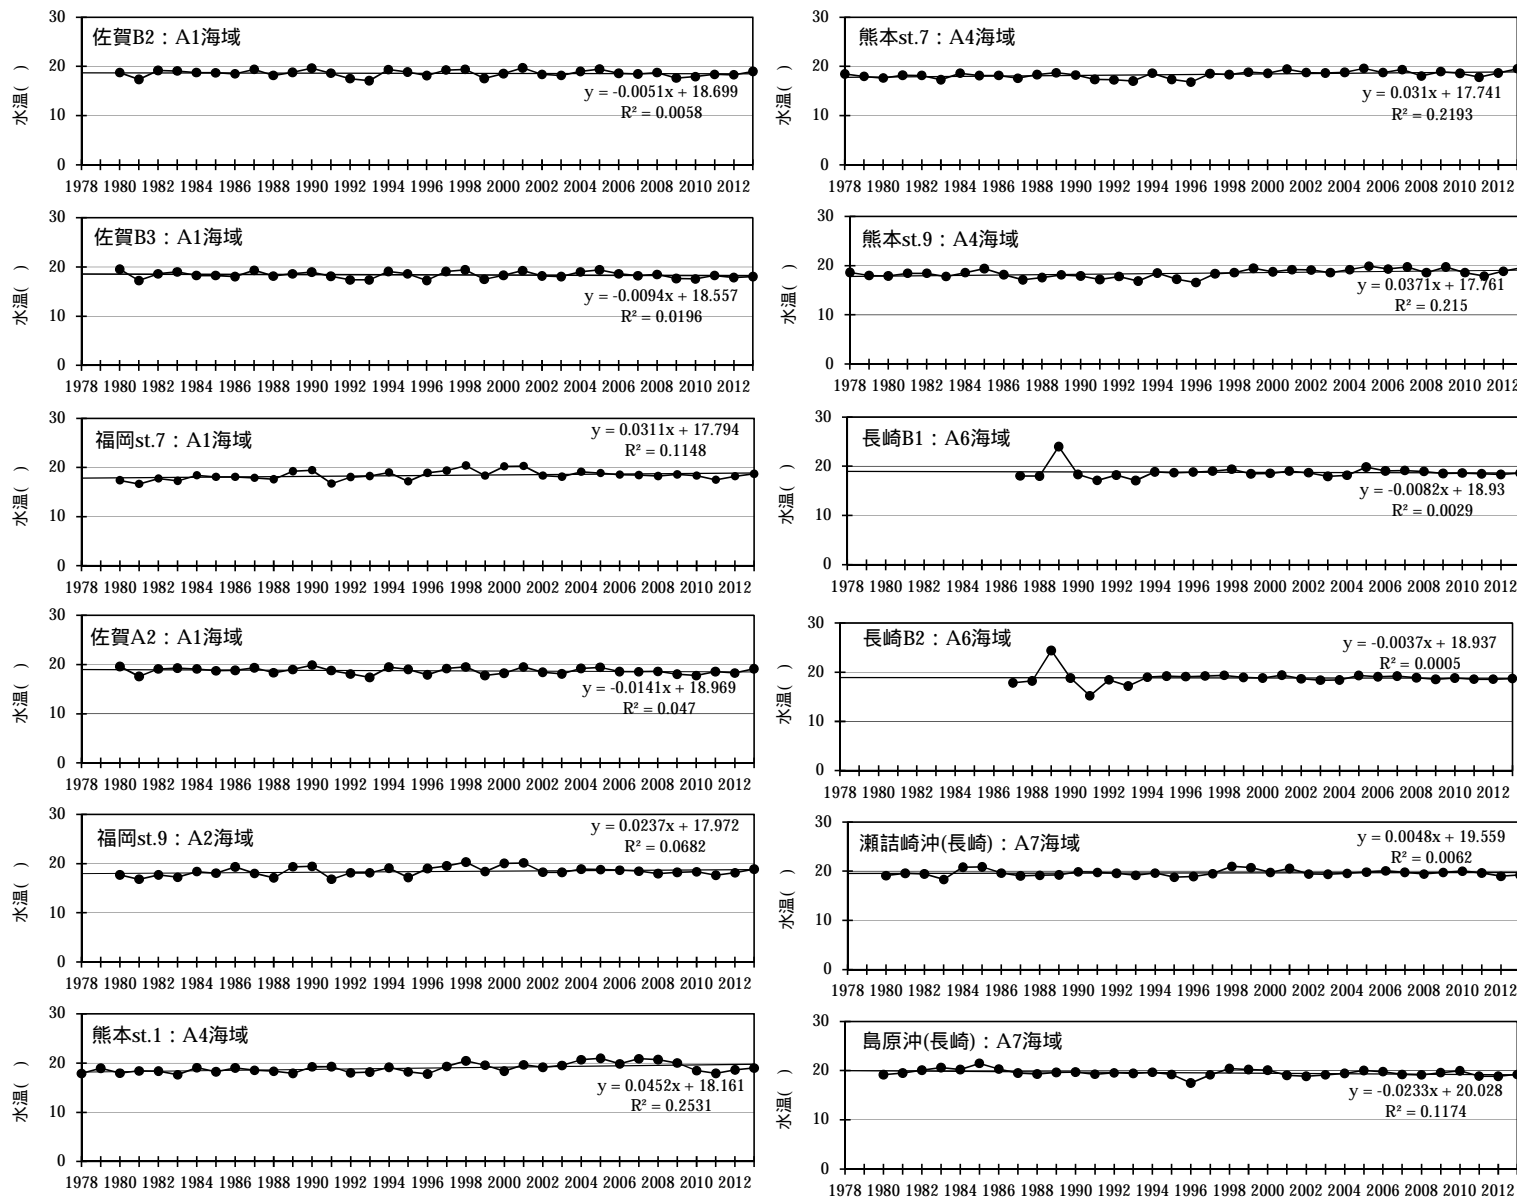 佐賀B2：A1海域
水温( )
30
20
10
0
y = -0.0051x + 18.699
R² = 0.0058
1978 1980 1982 1984 1986 1988 1990 1992 1994 1996 1998 2000 2002 2004 2006 2008 2010 2012
佐賀B3：A1海域
水温( )
30
20
10
0
y = -0.0094x + 18.557
R² = 0.0196
1978 1980 1982 1984 1986 1988 1990 1992 1994 1996 1998 2000 2002 2004 2006 2008 2010 2012
福岡st.7：A1海域
水温( )
30
20
10
0
y = 0.0311x + 17.794
R² = 0.1148
1978 1980 1982 1984 1986 1988 1990 1992 1994 1996 1998 2000 2002 2004 2006 2008 2010 2012
佐賀A2：A1海域
水温( )
30
20
10
0
y = -0.0141x + 18.969
R² = 0.047
1978 1980 1982 1984 1986 1988 1990 1992 1994 1996 1998 2000 2002 2004 2006 2008 2010 2012
福岡st.9：A2海域
水温( )
30
20
10
0
y = 0.0237x + 17.972
R² = 0.0682
1978 1980 1982 1984 1986 1988 1990 1992 1994 1996 1998 2000 2002 2004 2006 2008 2010 2012
熊本st.1：A4海域
水温( )
30
20
10
0
y = 0.0452x + 18.161
R² = 0.2531
1978 1980 1982 1984 1986 1988 1990 1992 1994 1996 1998 2000 2002 2004 2006 2008 2010 2012
熊本st.7：A4海域
水温( )
30
20
10
0
y = 0.031x + 17.741
R² = 0.2193
1978 1980 1982 1984 1986 1988 1990 1992 1994 1996 1998 2000 2002 2004 2006 2008 2010 2012
熊本st.9：A4海域
水温( )
30
20
10
0
y = 0.0371x + 17.761
R² = 0.215
1978 1980 1982 1984 1986 1988 1990 1992 1994 1996 1998 2000 2002 2004 2006 2008 2010 2012
長崎B1：A6海域
水温( )
30
20
10
0
y = -0.0082x + 18.93
R² = 0.0029
1978 1980 1982 1984 1986 1988 1990 1992 1994 1996 1998 2000 2002 2004 2006 2008 2010 2012
長崎B2：A6海域
水温( )
30
20
10
0
y = -0.0037x + 18.937
R² = 0.0005
1978 1980 1982 1984 1986 1988 1990 1992 1994 1996 1998 2000 2002 2004 2006 2008 2010 2012
瀬詰崎沖(長崎)：A7海域
水温( )
30
20
10
0
y = 0.0048x + 19.559
R² = 0.0062
1978 1980 1982 1984 1986 1988 1990 1992 1994 1996 1998 2000 2002 2004 2006 2008 2010 2012
島原沖(長崎)：A7海域
水温( )
30
20
10
0
y = -0.0233x + 20.028
R² = 0.1174
1978 1980 1982 1984 1986 1988 1990 1992 1994 1996 1998 2000 2002 2004 2006 2008 2010 2012